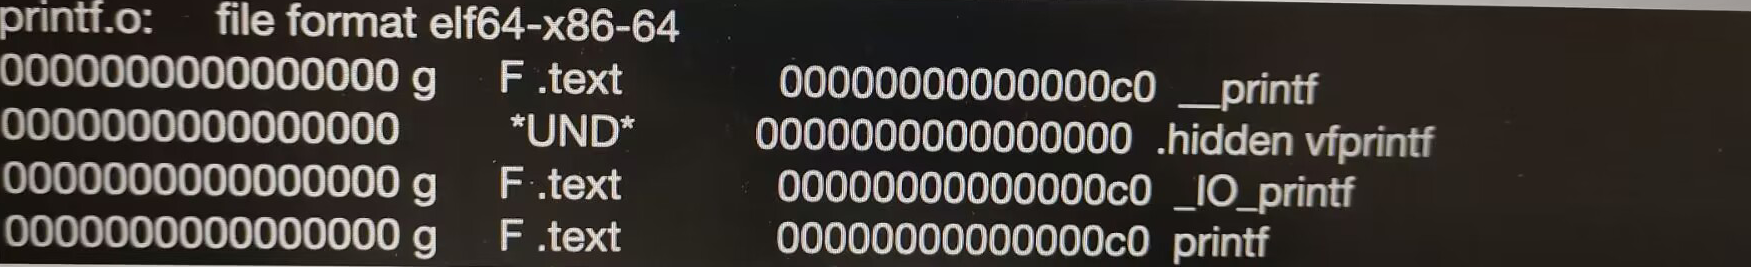 printf.o: file format elf64-x86-64
0000000000000000 g F .text 00000000000000c0 __printf
0000000000000000 *UND* 0000000000000000 .hidden vfprintf
0000000000000000 g F .text 00000000000000c0 _IO_printf
0000000000000000 g F .text 00000000000000c0 printf